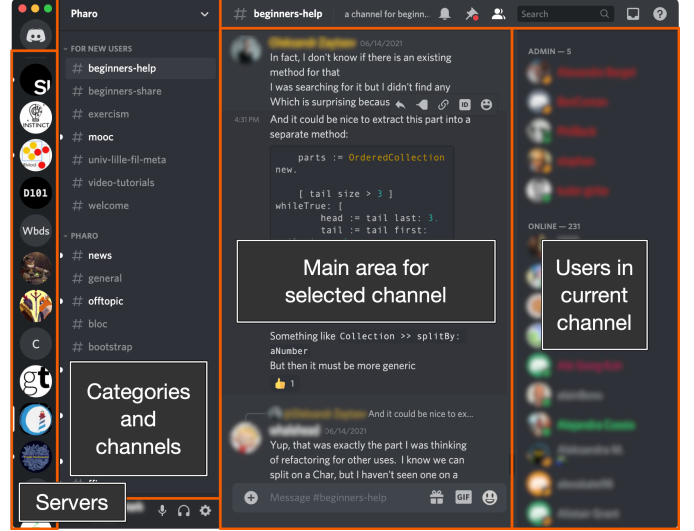 Pharo
# beginners-help
a channel for beginn...
Search
SU
INSTINCT
D101
Wbds
C
gt
FOR NEW USERS
# beginners-help
# beginners-share
# exercism
# mooc
# univ-lille-fil-meta
# video-tutorials
# welcome
PHARO
# news
# general
# offtopic
# bloc
# bootstrap
Categories
and
channels
Servers
06/14/2021
In fact, I don't know if there is an existing
method for that
I was searching for it but I didn't find any
Which is surprising becaus
ID
4:31 PM
And it could be nice to extract this part into a
separate method:
parts := OrderedCollection
new.
[ tail size > 3 ]
whileTrue: [
head := tail last: 3.
tail := tail first:
Main area for
selected channel
Something like Collection >> splitBy:
aNumber
But then it must be more generic
👍 1
And it could be nice to ex...
06/14/2021
Yup, that was exactly the part I was thinking
of refactoring for other uses. I know we can
split on a Char, but I haven't seen one on a
Message #beginners-help
GIF
ADMIN — 5
ONLINE — 231
Users in
current
channel